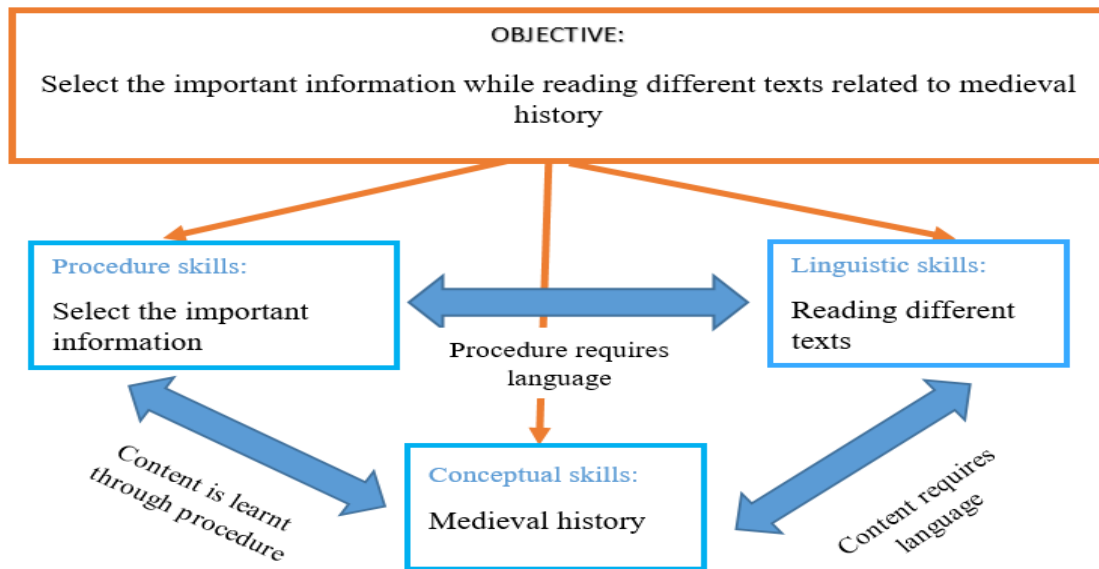 OBJECTIVE:
Select the important information while reading different texts related to medieval
history
Procedure skills:
Select the important
information
Linguistic skills:
Reading different
texts
Procedure requires
language
Conceptual skills:
Medieval history
Content is learnt
through procedure
Content requires
language